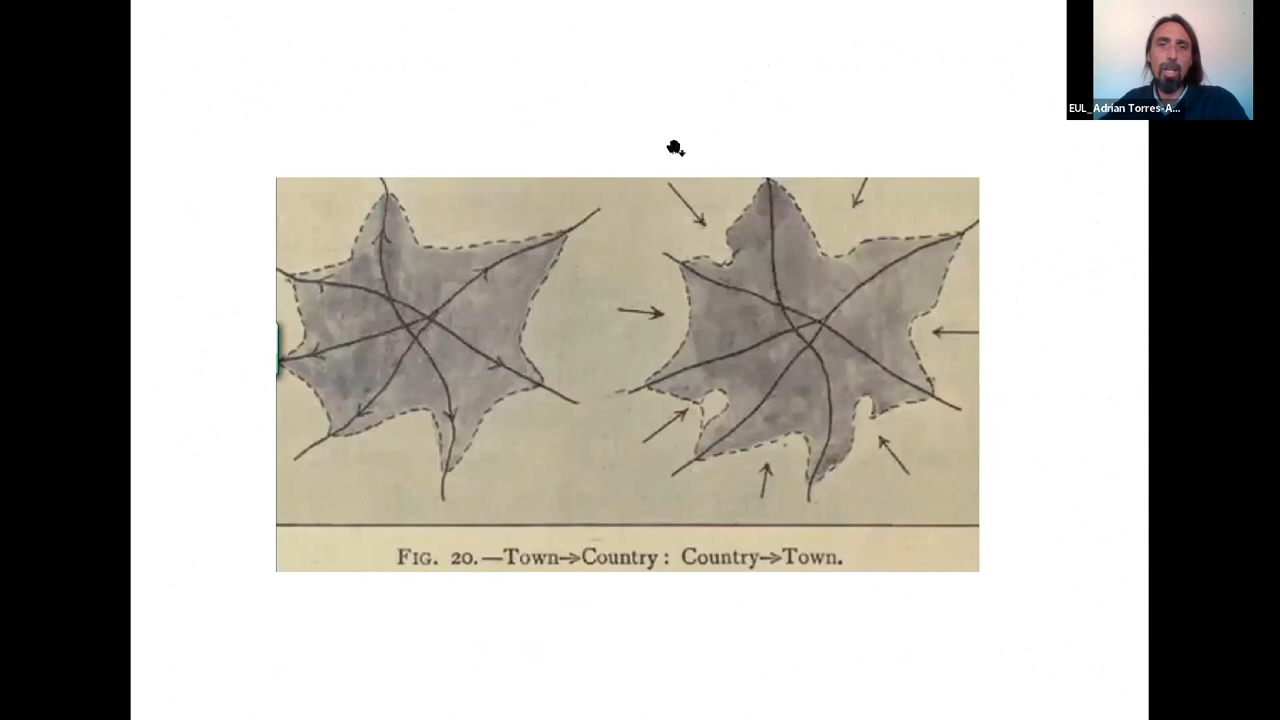 EUL_Adrian Torres-A...
FIG. 20.—Town→Country: Country→Town.